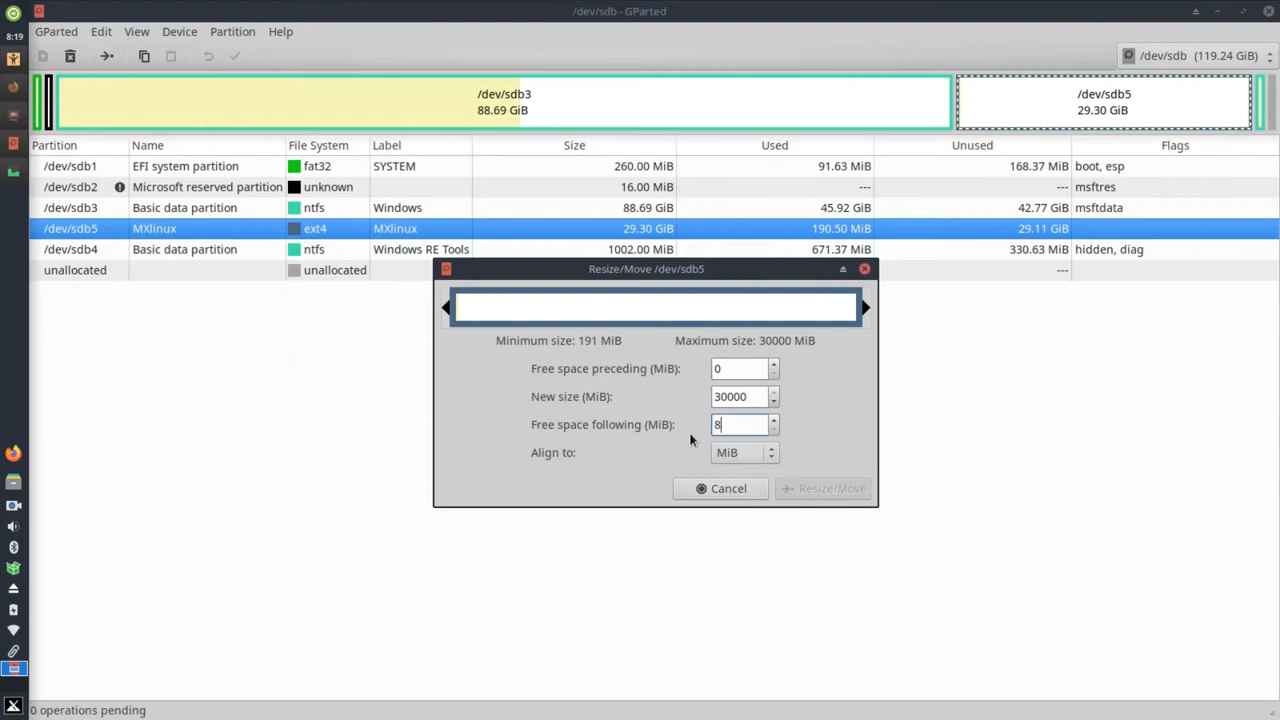 /dev/sdb - GParted
8:19
GParted Edit View Partition Device Help
/dev/sdb (119.24 GiB)
/dev/sdb3
88.69 GiB
/dev/sdb5
29.30 GiB
Partition Name File System Label Size Used Unused Flags
/dev/sdb1 EFI system partition fat32 SYSTEM 260.00 MiB 91.63 MiB 168.37 MiB boot, esp
/dev/sdb2 Microsoft reserved partition unknown 16.00 MiB --- --- msftres
/dev/sdb3 Basic data partition ntfs Windows 88.69 GiB 45.92 GiB 42.77 GiB msftdata
/dev/sdb5 MXlinux ext4 MXlinux 29.30 GiB 190.50 MiB 29.11 GiB
/dev/sdb4 Basic data partition ntfs Windows RE Tools 1002.00 MiB 671.37 MiB 330.63 MiB hidden, diag
unallocated unallocated ---
Resize/Move /dev/sdb5
Minimum size: 191 MiB Maximum size: 30000 MiB
Free space preceding (MiB): 0
New size (MiB): 30000
Free space following (MiB): 8
Align to: MiB
Cancel Resize/Move
0 operations pending